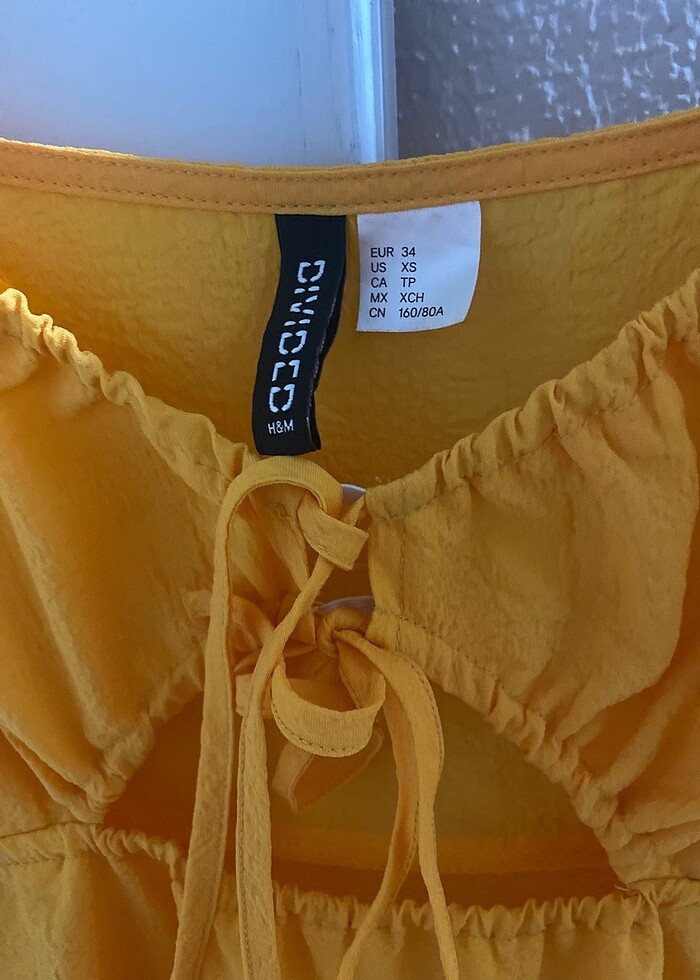 DIVIDED
H&M
EUR 34
US XS
CA TP
MX XCH
CN 160/80A